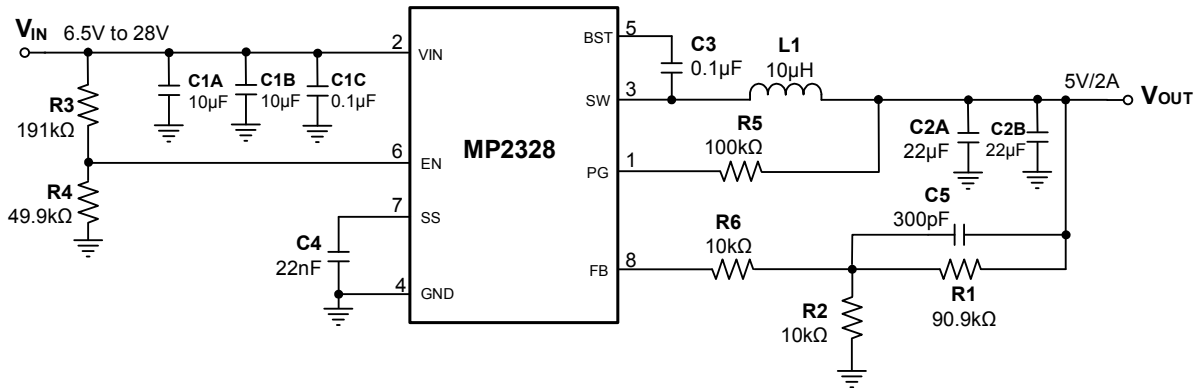 VIN 6.5V to 28V
R3
191kΩ
R4
49.9kΩ
C1A
10µF
C1B
10µF
C1C
0.1µF
C4
22nF
2
VIN
6
EN
7
SS
4
GND
MP2328
BST
5
SW
3
PG
1
FB
8
C3
0.1µF
L1
10µH
R5
100kΩ
R6
10kΩ
R2
10kΩ
C5
300pF
R1
90.9kΩ
C2A
22µF
C2B
22µF
5V/2A
VOUT